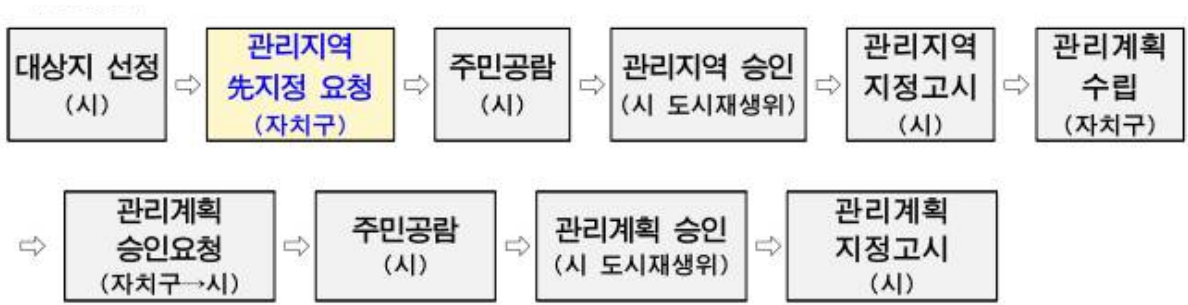 대상지 선정
(시)
⇨
관리지역
先지정 요청
(자치구)
⇨
주민공람
(시)
⇨
관리지역 승인
(시 도시재생위)
⇨
관리지역
지정고시
(시)
⇨
관리계획
수립
(자치구)
⇨
관리계획
승인요청
(자치구→시)
⇨
주민공람
(시)
⇨
관리계획 승인
(시 도시재생위)
⇨
관리계획
지정고시
(시)